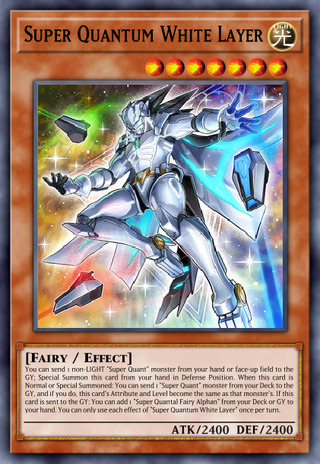 Super Quantum White Layer
LIGHT
光
[Fairy / Effect]
You can send 1 non-LIGHT "Super Quant" monster from your hand or face-up field to the
GY; Special Summon this card from your hand in Defense Position. When this card is
Normal or Special Summoned: You can send 1 "Super Quant" monster from your Deck to the
GY, and if you do, this card's Attribute and Level become the same as that monster's. If this
card is sent to the GY: You can add 1 "Super Quantal Fairy Alphan" from your Deck or GY to
your hand. You can only use each effect of "Super Quantum White Layer" once per turn.
ATK/2400 DEF/2400